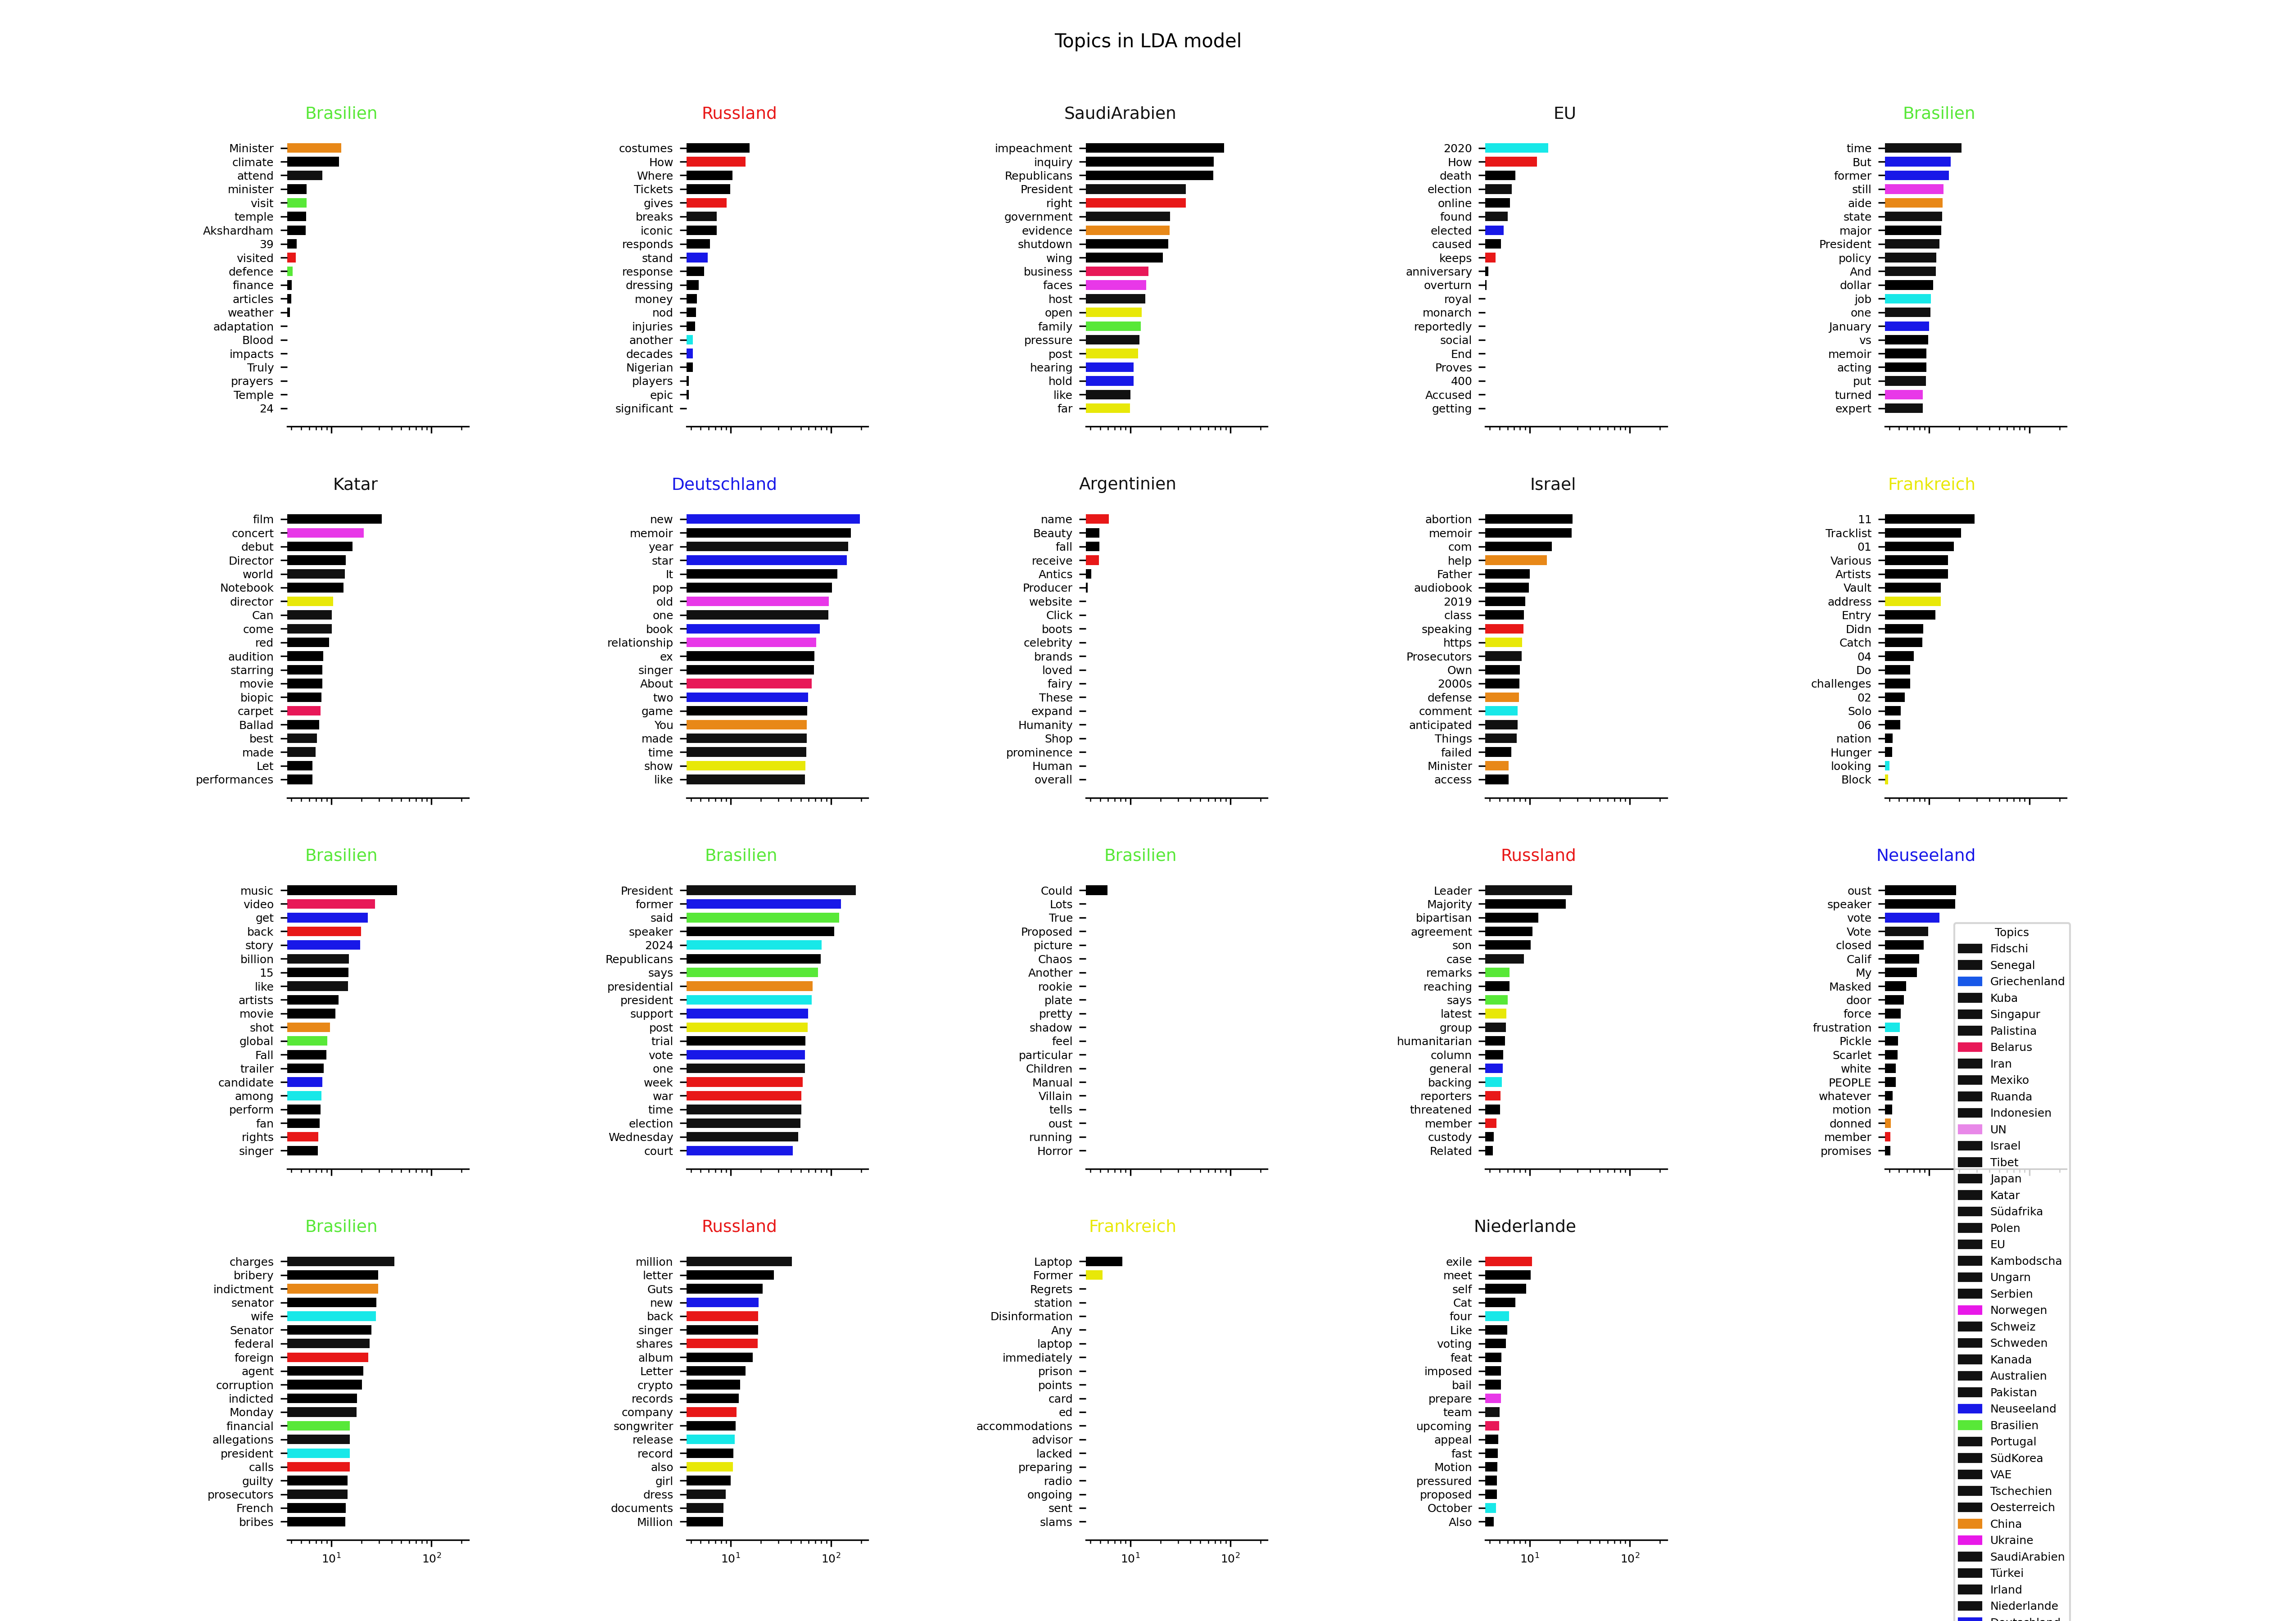 Topics in LDA model
Brasilien
Minister
climate
attend
minister
visit
temple
Akshardham
39
visited
defence
finance
articles
weather
adaptation
Blood
impacts
Truly
prayers
Temple
24
Russland
costumes
How
Where
Tickets
gives
breaks
iconic
responds
stand
response
dressing
money
nod
injuries
another
decades
Nigerian
players
epic
significant
SaudiArabien
impeachment
inquiry
Republicans
President
right
government
evidence
shutdown
wing
business
faces
host
open
family
pressure
post
hearing
hold
like
far
EU
2020
How
death
election
online
found
elected
caused
keeps
anniversary
overturn
royal
monarch
reportedly
social
End
Proves
400
Accused
getting
Brasilien
time
But
former
still
aide
state
major
President
policy
And
dollar
job
one
January
vs
memoir
acting
put
turned
expert
Katar
film
concert
debut
Director
world
Notebook
director
Can
come
red
audition
starring
movie
biopic
carpet
Ballad
best
made
Let
performances
Deutschland
new
memoir
year
star
It
pop
old
one
book
relationship
ex
singer
About
two
game
You
made
time
show
like
Argentinien
name
Beauty
fall
receive
Antics
Producer
website
Click
boots
celebrity
brands
loved
fairy
These
expand
Humanity
Shop
prominence
Human
overall
Israel
abortion
memoir
com
help
Father
audiobook
2019
class
speaking
https
Prosecutors
Own
2000s
defense
comment
anticipated
Things
failed
Minister
access
Frankreich
11
Tracklist
01
Various
Artists
Vault
address
Entry
Didn
Catch
04
Do
challenges
02
Solo
06
nation
Hunger
looking
Block
Brasilien
music
video
get
back
story
billion
15
like
artists
movie
shot
global
Fall
trailer
candidate
among
perform
fan
rights
singer
Brasilien
President
former
said
speaker
2024
Republicans
says
presidential
president
support
post
trial
vote
one
week
war
time
election
Wednesday
court
Brasilien
Could
Lots
True
Proposed
picture
Chaos
Another
rookie
plate
pretty
shadow
feel
particular
Children
Manual
Villain
tells
oust
running
Horror
Russland
Leader
Majority
bipartisan
agreement
son
case
remarks
reaching
says
latest
group
humanitarian
column
general
backing
reporters
threatened
member
custody
Related
Neuseeland
oust
speaker
vote
Vote
closed
Calif
My
Masked
door
force
frustration
Pickle
Scarlet
white
PEOPLE
whatever
motion
donned
member
promises
Brasilien
charges
bribery
indictment
senator
wife
Senator
federal
foreign
agent
corruption
indicted
Monday
financial
allegations
president
calls
guilty
prosecutors
French
bribes
10¹ 10²
Russland
million
letter
Guts
new
back
singer
shares
album
Letter
crypto
records
company
songwriter
release
record
also
girl
dress
documents
Million
10¹ 10²
Frankreich
Laptop
Former
Regrets
station
Disinformation
Any
laptop
immediately
prison
points
card
ed
accommodations
advisor
lacked
preparing
radio
ongoing
sent
slams
10¹ 10²
Niederlande
exile
meet
self
Cat
four
Like
voting
feat
imposed
bail
prepare
team
upcoming
appeal
fast
Motion
pressured
proposed
October
Also
10¹ 10²
Topics
Fidschi
Senegal
Griechenland
Kuba
Singapur
Palistina
Belarus
Iran
Mexiko
Ruanda
Indonesien
UN
Israel
Tibet
Japan
Katar
Südafrika
Polen
EU
Kambodscha
Ungarn
Serbien
Norwegen
Schweiz
Schweden
Kanada
Australien
Pakistan
Neuseeland
Brasilien
Portugal
SüdKorea
VAE
Tschechien
Oesterreich
China
Ukraine
SaudiArabien
Türkei
Irland
Niederlande
Deutschland